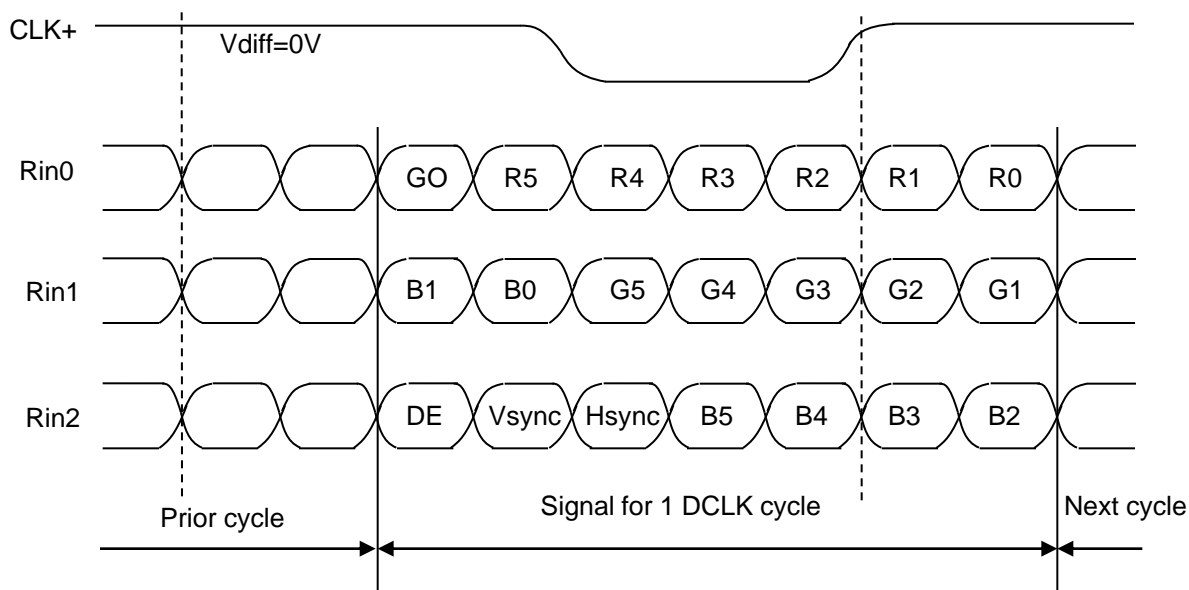 CLK+
Vdiff=0V
Rin0 GO R5 R4 R3 R2 R1 R0
Rin1 B1 B0 G5 G4 G3 G2 G1
Rin2 DE Vsync Hsync B5 B4 B3 B2
Prior cycle Signal for 1 DCLK cycle Next cycle